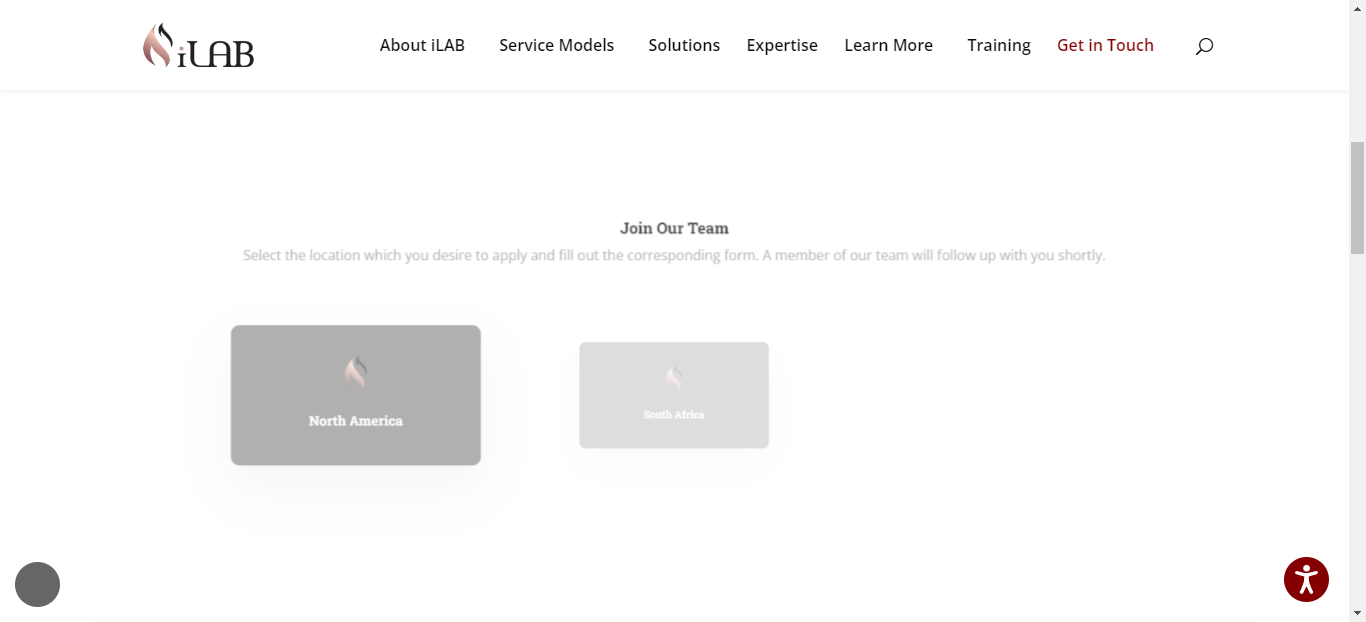 iLAB
About iLAB
Service Models
Solutions
Expertise
Learn More
Training
Get in Touch
Join Our Team
Select the location which you desire to apply and fill out the corresponding form. A member of our team will follow up with you shortly.
North America
South Africa